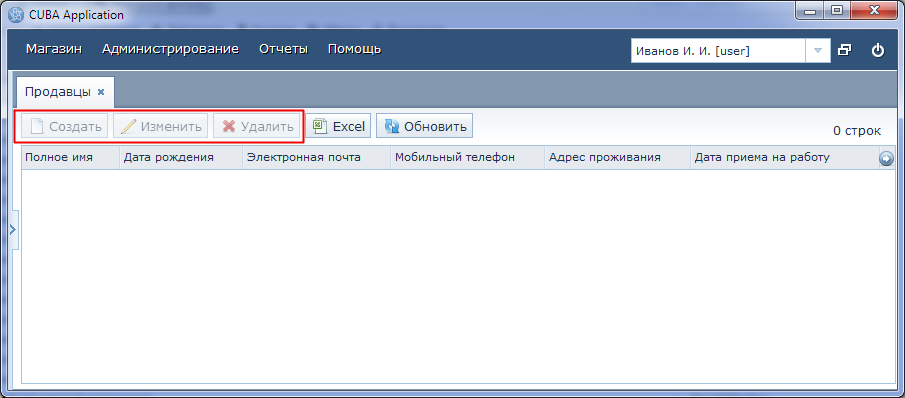 CUBA Application
Магазин Администрирование Отчеты Помощь Иванов И. И. [user]
Продавцы
Создать Изменить Удалить Excel Обновить 0 строк
Полное имя Дата рождения Электронная почта Мобильный телефон Адрес проживания Дата приема на работу